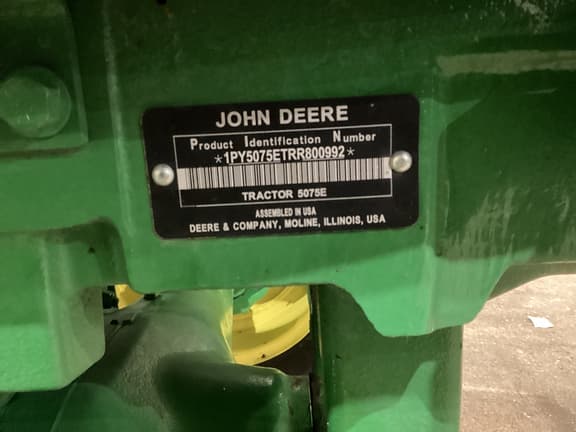 JOHN DEERE
Product Identification Number
*1PY5075ETRR800992*
TRACTOR 5075E
ASSEMBLED IN USA
DEERE & COMPANY, MOLINE, ILLINOIS, USA